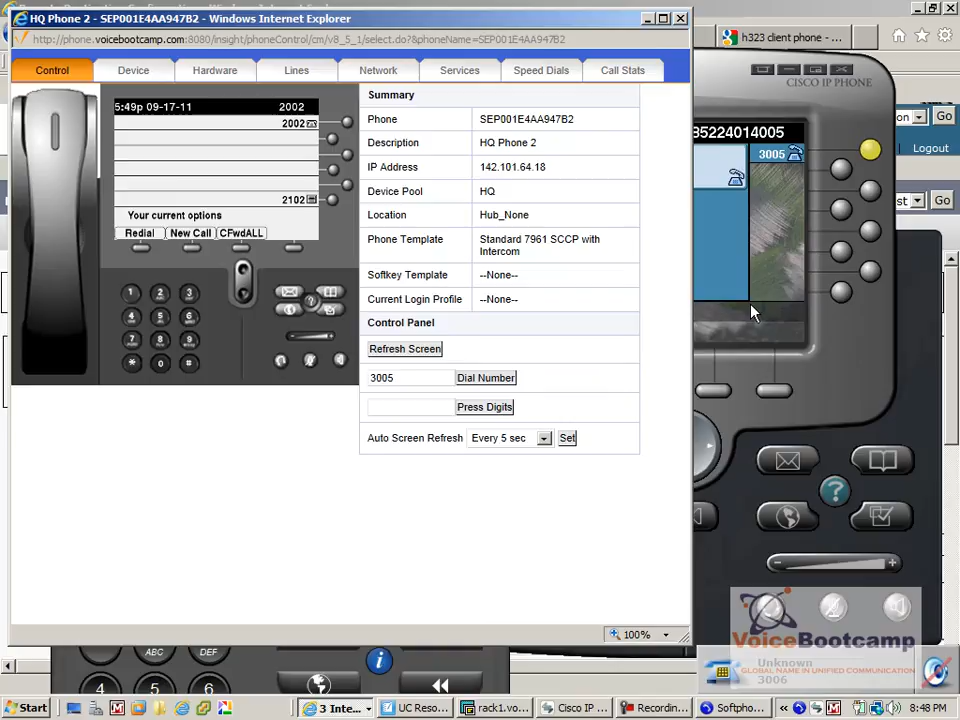 HQ Phone 2 - SEP001E4AA947B2 - Windows Internet Explorer
http://phone.voicebootcamp.com:8080/insight/phoneControl/cm/v8_5_1/select.do?&phoneName=SEP001E4AA947B2
h323 client phone - ...
Control Device Hardware Lines Network Services Speed Dials Call Stats
CISCO IP PHONE
on Go
Logout
st Go
5:49p 09-17-11 2002
2002
2102
Your current options
Redial New Call CFwdALL
1 2 3
4 5 6
7 8 9
* 0 #
Summary
Phone SEP001E4AA947B2
Description HQ Phone 2
IP Address 142.101.64.18
Device Pool HQ
Location Hub_None
Phone Template Standard 7961 SCCP with
Intercom
Softkey Template --None--
Current Login Profile --None--
Control Panel
Refresh Screen
3005 Dial Number
Press Digits
Auto Screen Refresh Every 5 sec Set
85224014005
3005
?
- +
100%
ABC DEF
4 5 6
i
VoiceBootcamp
GLOBAL NAME IN UNIFIED COMMUNICATION
Unknown
3006
Start 3 Inte... UC Reso... rack1.vo... Cisco IP ... Recordin... Softpho... 8:48 PM